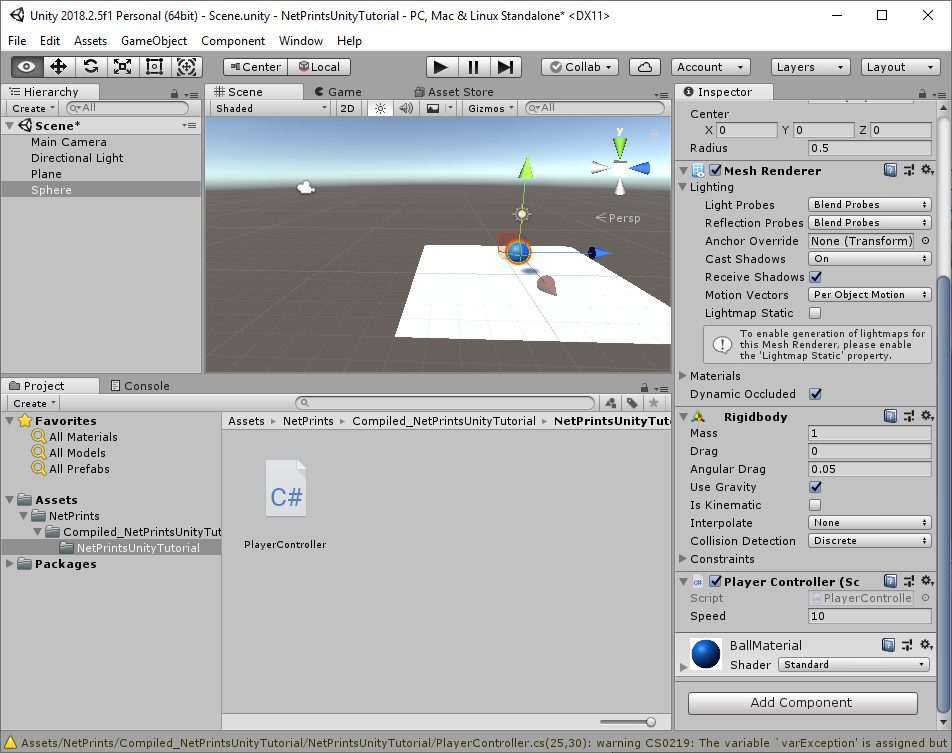 Unity 2018.2.5f1 Personal (64bit) - Scene.unity - NetPrintsUnityTutorial - PC, Mac & Linux Standalone* <DX11>
File Edit Assets GameObject Component Window Help
Center Local Collab Account Layers Layout
Hierarchy
Create All
Scene*
Main Camera
Directional Light
Plane
Sphere
Scene Game Asset Store
Shaded 2D Gizmos All
y
Persp
Project Console
Create
Favorites
All Materials
All Models
All Prefabs
Assets
NetPrints
Compiled_NetPrintsUnityTut
NetPrintsUnityTutorial
Packages
Assets NetPrints Compiled_NetPrintsUnityTutorial NetPrintsUnityTuto
C#
PlayerController
Inspector
Center
X 0 Y 0 Z 0
Radius 0.5
Mesh Renderer
Lighting
Light Probes Blend Probes
Reflection Probes Blend Probes
Anchor Override None (Transform)
Cast Shadows On
Receive Shadows
Motion Vectors Per Object Motion
Lightmap Static
To enable generation of lightmaps for
this Mesh Renderer, please enable
the 'Lightmap Static' property.
Materials
Dynamic Occluded
Rigidbody
Mass 1
Drag 0
Angular Drag 0.05
Use Gravity
Is Kinematic
Interpolate None
Collision Detection Discrete
Constraints
Player Controller (Sc
Script PlayerControlle
Speed 10
BallMaterial
Shader Standard
Add Component
Assets/NetPrints/Compiled_NetPrintsUnityTutorial/NetPrintsUnityTutorial/PlayerController.cs(25,30): warning CS0219: The variable `varException' is assigned bu